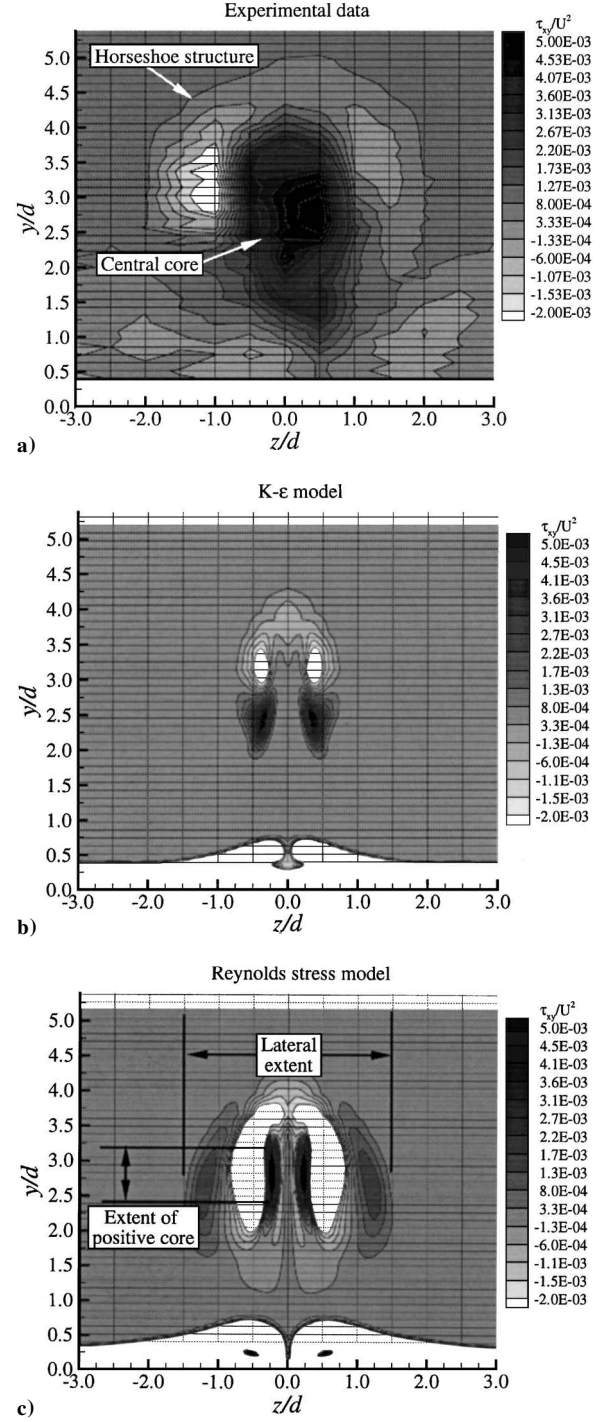 Experimental data
τxy/U²
5.00E-03
4.53E-03
4.07E-03
3.60E-03
3.13E-03
2.67E-03
2.20E-03
1.73E-03
1.27E-03
8.00E-04
3.33E-04
-1.33E-04
-6.00E-04
-1.07E-03
-1.53E-03
-2.00E-03
Horseshoe structure
Central core
y/d
5.0
4.5
4.0
3.5
3.0
2.5
2.0
1.5
1.0
0.5
0.0
-3.0 -2.0 -1.0 0.0 1.0 2.0 3.0
z/d
a)
K-ε model
τxy/U²
5.0E-03
4.5E-03
4.1E-03
3.6E-03
3.1E-03
2.7E-03
2.2E-03
1.7E-03
1.3E-03
8.0E-04
3.3E-04
-1.3E-04
-6.0E-04
-1.1E-03
-1.5E-03
-2.0E-03
y/d
5.0
4.5
4.0
3.5
3.0
2.5
2.0
1.5
1.0
0.5
0.0
-3.0 -2.0 -1.0 0.0 1.0 2.0 3.0
z/d
b)
Reynolds stress model
τxy/U²
5.0E-03
4.5E-03
4.1E-03
3.6E-03
3.1E-03
2.7E-03
2.2E-03
1.7E-03
1.3E-03
8.0E-04
3.3E-04
-1.3E-04
-6.0E-04
-1.1E-03
-1.5E-03
-2.0E-03
Lateral
extent
Extent of
positive core
y/d
5.0
4.5
4.0
3.5
3.0
2.5
2.0
1.5
1.0
0.5
0.0
-3.0 -2.0 -1.0 0.0 1.0 2.0 3.0
z/d
c)